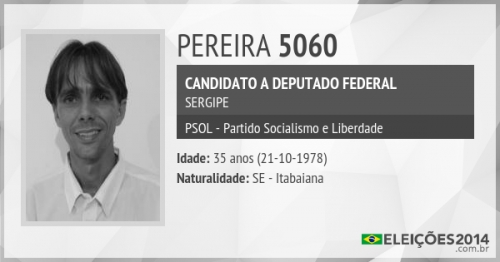 PEREIRA 5060
CANDIDATO A DEPUTADO FEDERAL
SERGIPE
PSOL - Partido Socialismo e Liberdade
Idade: 35 anos (21-10-1978)
Naturalidade: SE - Itabaiana
ELEIÇÕES2014
.com.br